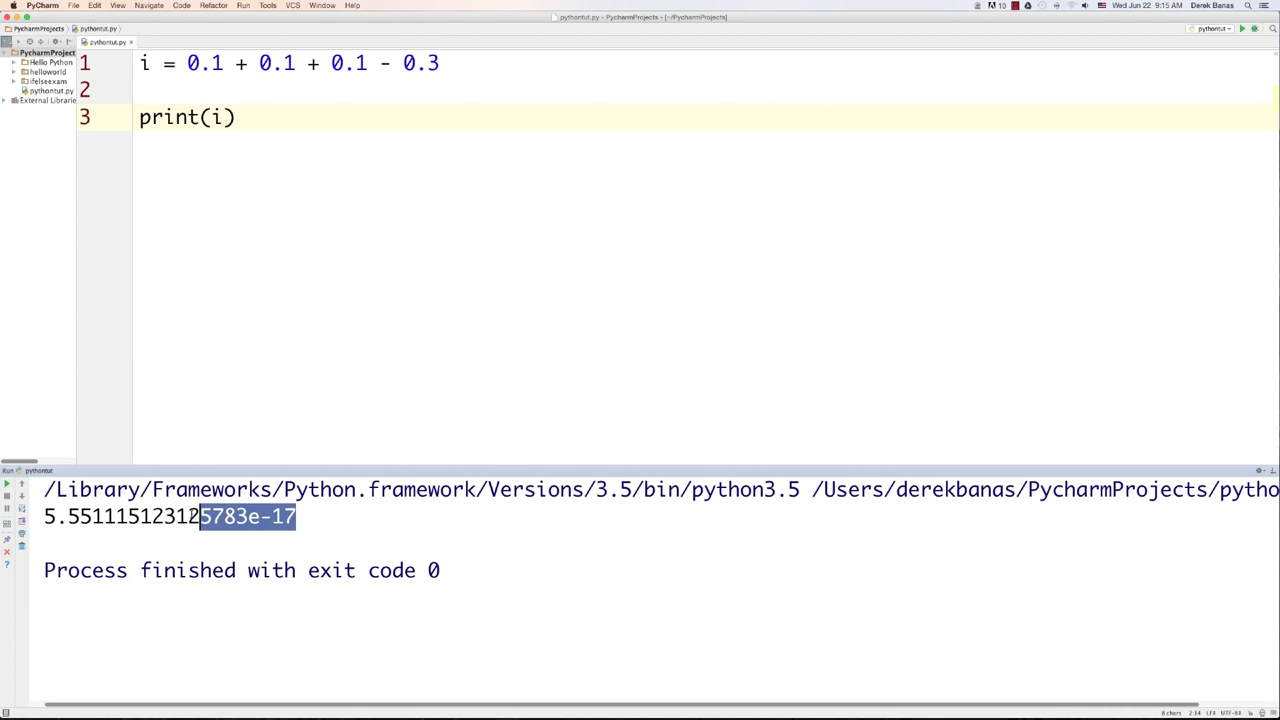 PyCharm File Edit View Navigate Code Refactor Run Tools VCS Window Help 10 Wed Jun 22 9:15 AM Derek Banas
pythontut.py - PycharmProjects - [~/PycharmProjects]
PycharmProjects pythontut.py pythontut
pythontut.py
PycharmProject
Hello Python
helloworld
ifelseexam
pythontut.py
External Librarie
1 i = 0.1 + 0.1 + 0.1 - 0.3
2
3 print(i)
Run pythontut
/Library/Frameworks/Python.framework/Versions/3.5/bin/python3.5 /Users/derekbanas/PycharmProjects/pytho
5.551115123125783e-17
Process finished with exit code 0
8 chars 2:14 LF UTF-8